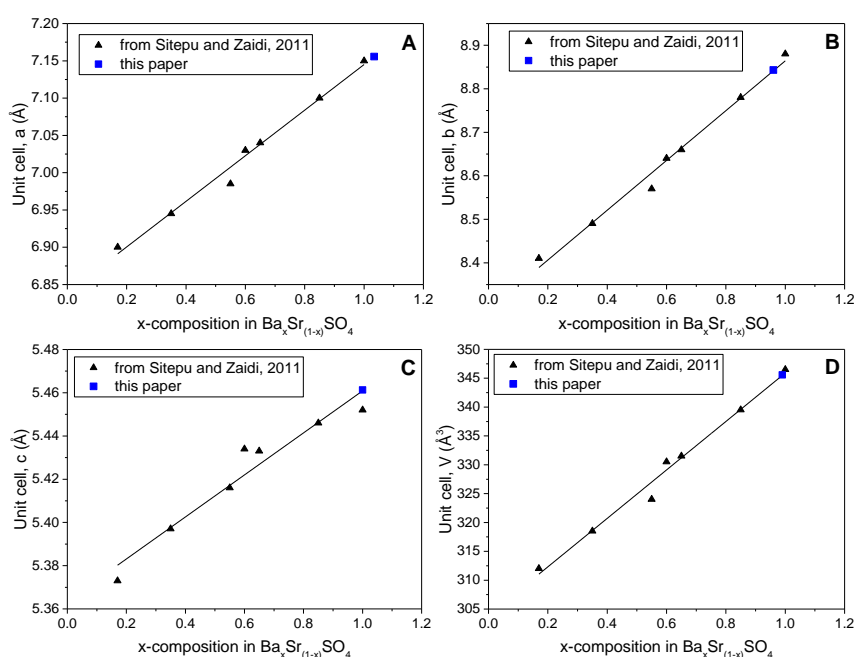 7.20
7.15
7.10
7.05
7.00
6.95
6.90
6.85
Unit cell, a (Å)
from Sitepu and Zaidi, 2011
this paper
A
0.0 0.2 0.4 0.6 0.8 1.0 1.2
x-composition in BaₓSr₍₁₋ₓ₎SO₄
8.9
8.8
8.7
8.6
8.5
8.4
Unit cell, b (Å)
from Sitepu and Zaidi, 2011
this paper
B
0.0 0.2 0.4 0.6 0.8 1.0 1.2
x-composition in BaₓSr₍₁₋ₓ₎SO₄
5.48
5.46
5.44
5.42
5.40
5.38
5.36
Unit cell, c (Å)
from Sitepu and Zaidi, 2011
this paper
C
0.0 0.2 0.4 0.6 0.8 1.0 1.2
x-composition in BaₓSr₍₁₋ₓ₎SO₄
350
345
340
335
330
325
320
315
310
305
Unit cell, V (Å³)
from Sitepu and Zaidi, 2011
this paper
D
0.0 0.2 0.4 0.6 0.8 1.0 1.2
x-composition in BaₓSr₍₁₋ₓ₎SO₄